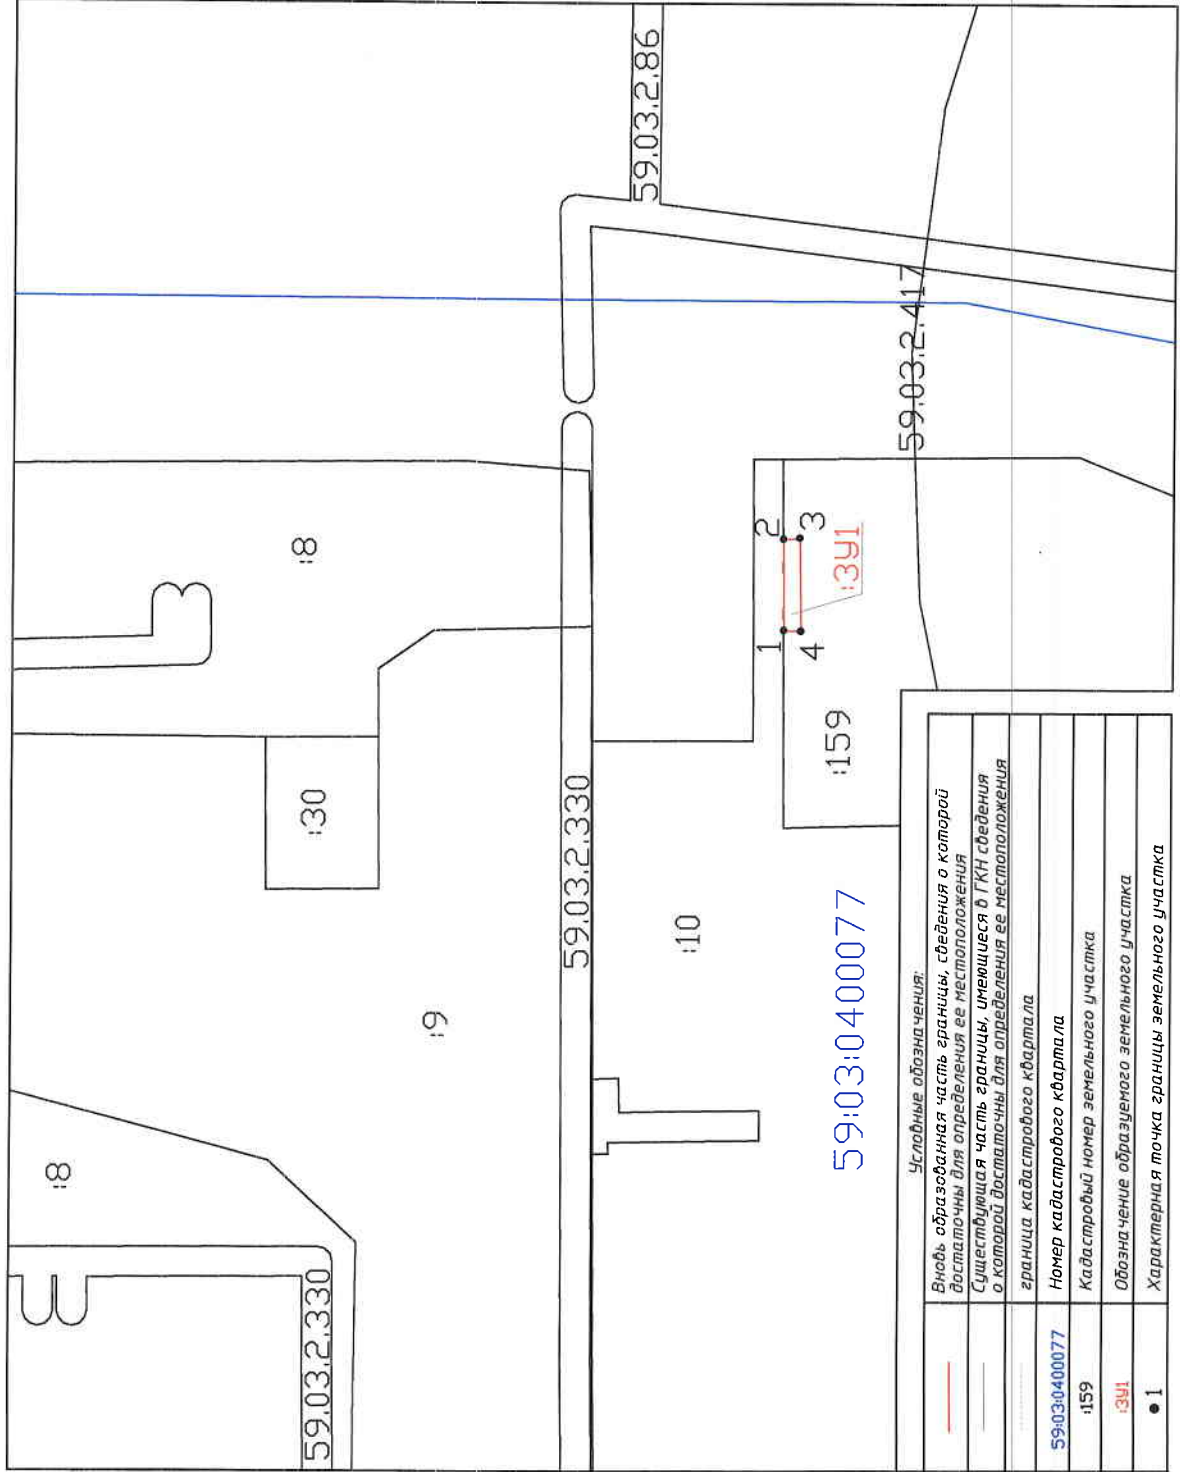 :8
59.03.2.330
:9
:30
:8
59.03.2.330
59.03.2.86
:10
1
2
4
3
:ЗУ1
:159
59.03.2.417
59:03:0400077
Условные обозначения:
Вновь образованная часть границы, сведения о которой
достаточны для определения ее местоположения
Существующая часть границы, имеющиеся в ГКН сведения
о которой достаточны для определения ее местоположения
граница кадастрового квартала
59:03:0400077 Номер кадастрового квартала
:159 Кадастровый номер земельного участка
:ЗУ1 Обозначение образуемого земельного участка
● 1 Характерная точка границы земельного участка